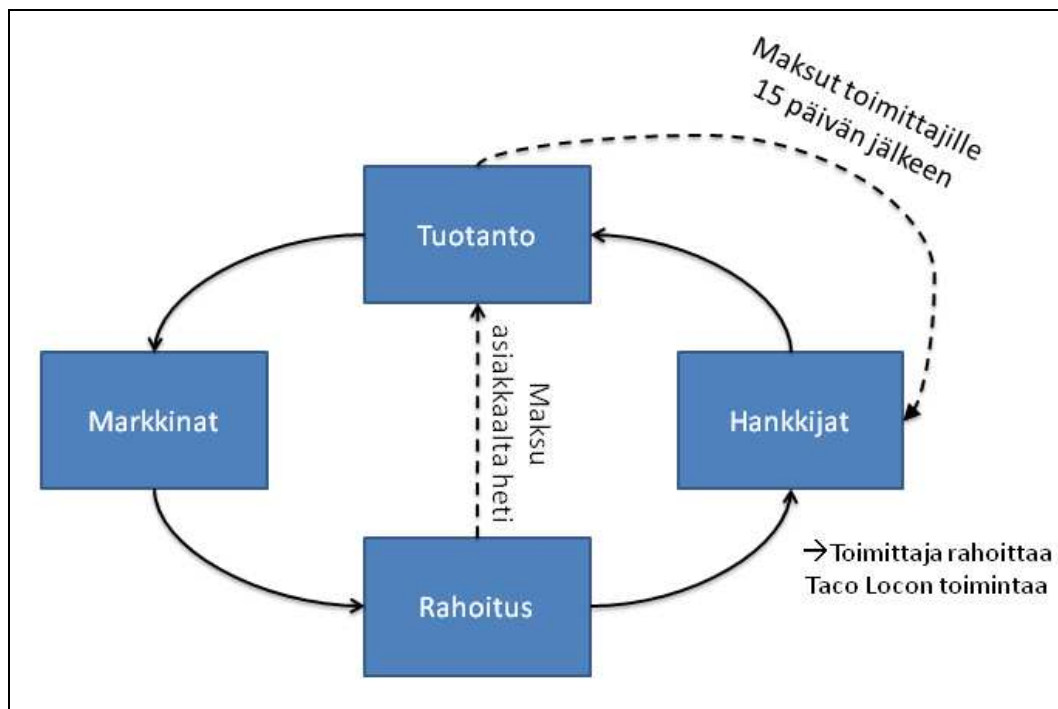 Maksut toimittajille
15 päivän jälkeen
Tuotanto
Markkinat
Maksu
asiakkaalta heti
Hankkijat
Rahoitus
→Toimittaja rahoittaa
Taco Locon toimintaa